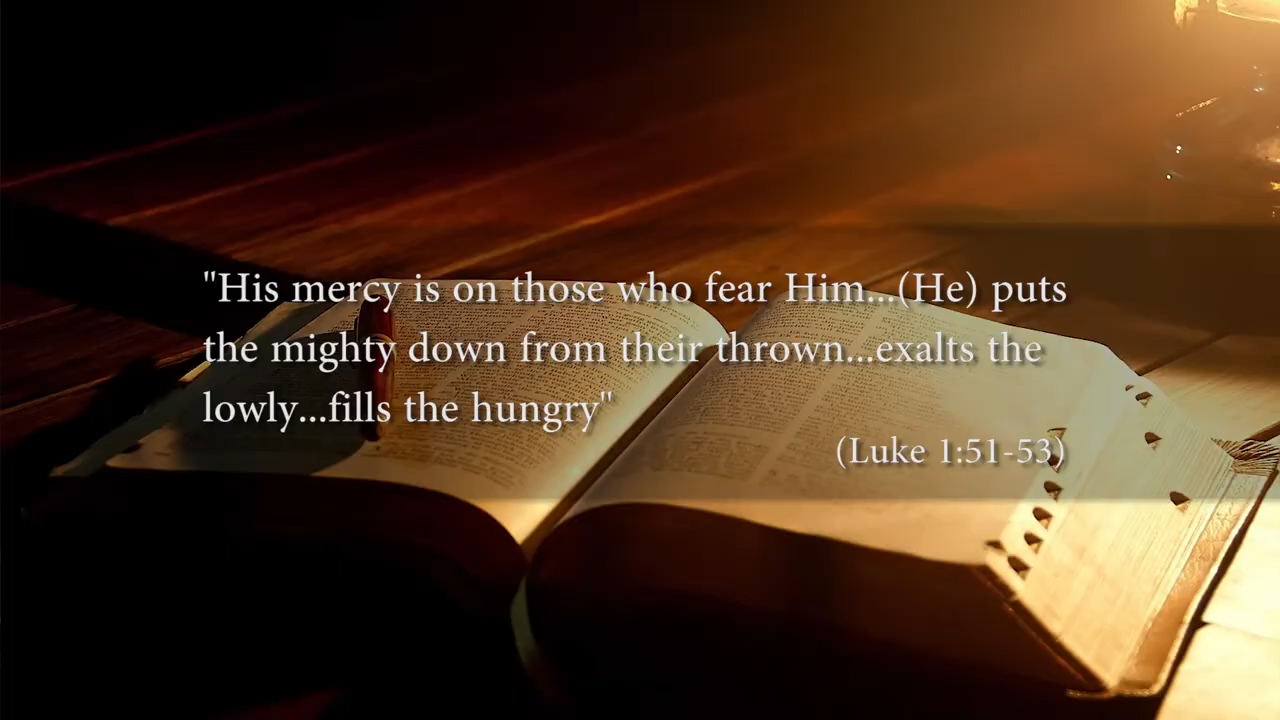 "His mercy is on those who fear Him...(He) puts
the mighty down from their thrown...exalts the
lowly...fills the hungry"
(Luke 1:51-53)